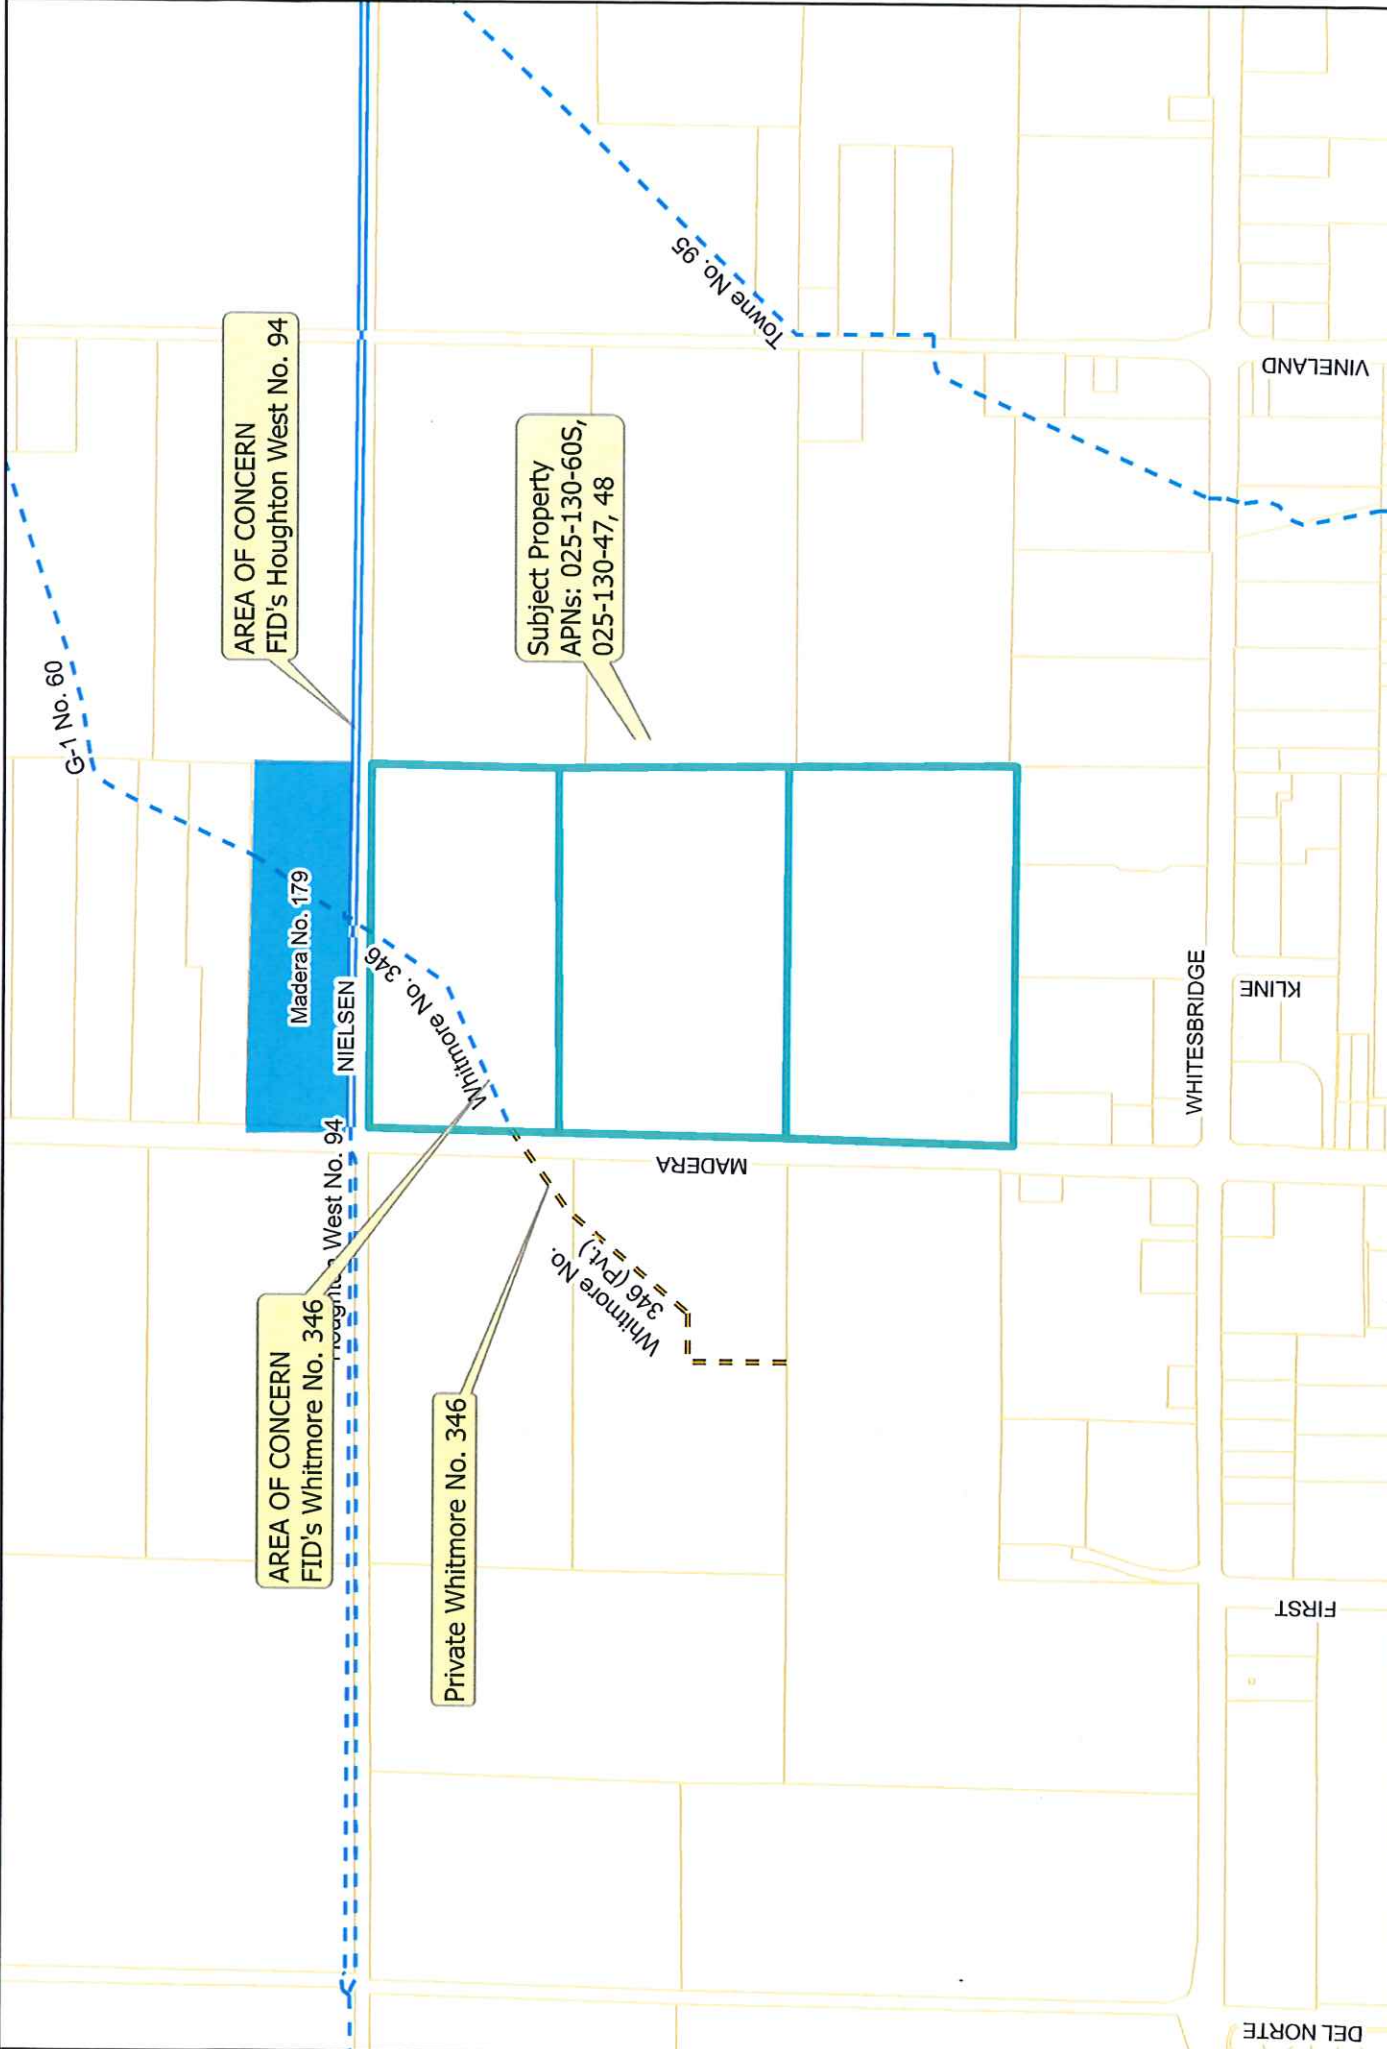 G-1 No. 60
AREA OF CONCERN
FID's Houghton West No. 94
Subject Property
APNs: 025-130-60S,
025-130-47, 48
Towne No. 95
Madera No. 179
NIELSEN
Whitmore No. 346
West No. 94
AREA OF CONCERN
FID's Whitmore No. 346
Private Whitmore No. 346
Whitmore No.
346 (Pvt.)
MADERA
WHITESBRIDGE
VINELAND
KLINE
FIRST
DEL NORTE